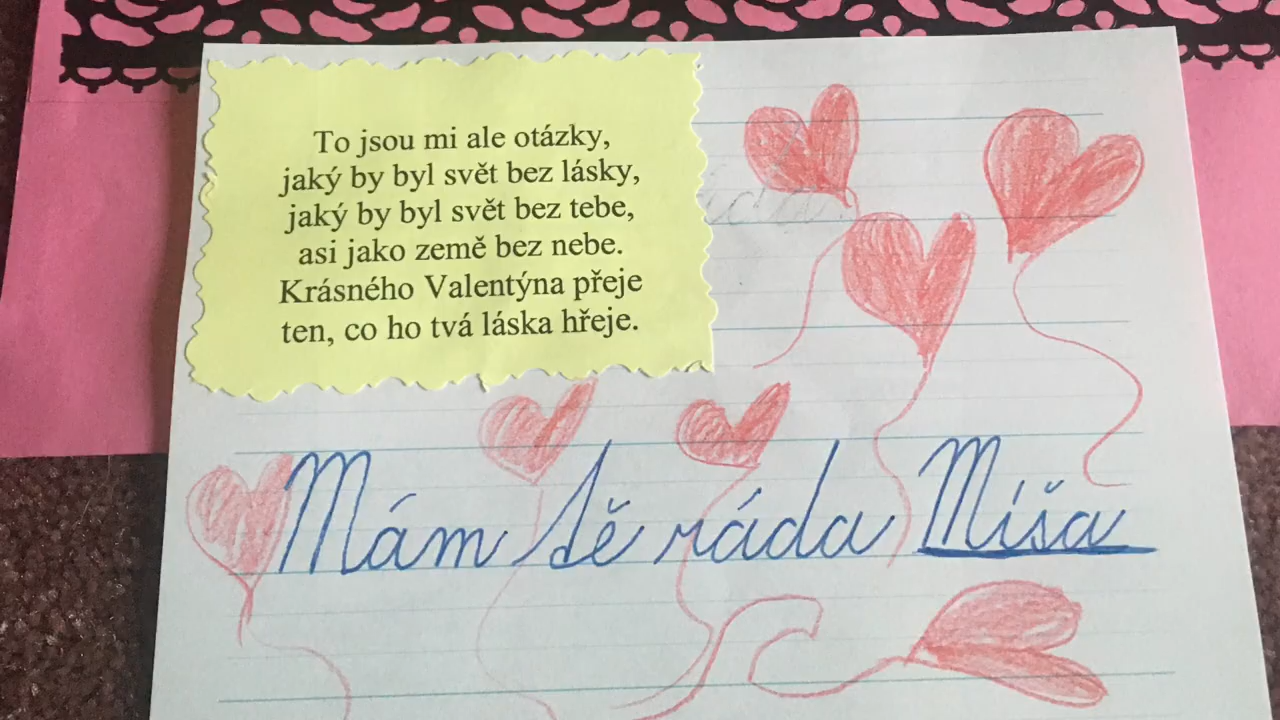 To jsou mi ale otázky,
jaký by byl svět bez lásky,
jaký by byl svět bez tebe,
asi jako země bez nebe.
Krásného Valentýna přeje
ten, co ho tvá láska hřeje.
Mám tě ráda Míša